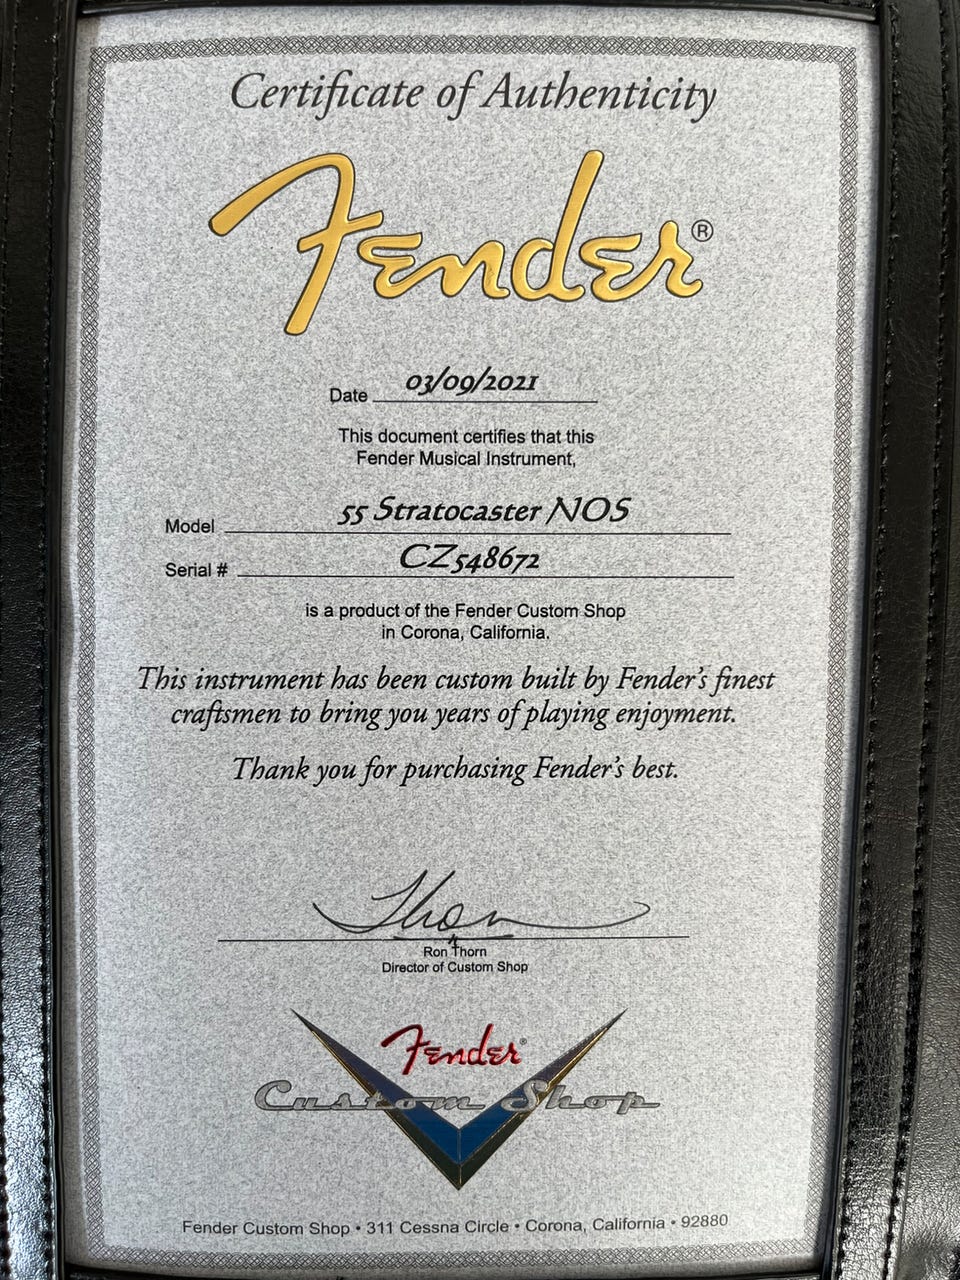 Certificate of Authenticity
Fender®
Date 03/09/2021
This document certifies that this
Fender Musical Instrument,
Model 55 Stratocaster NOS
Serial # CZ548672
is a product of the Fender Custom Shop
in Corona, California.
This instrument has been custom built by Fender's finest
craftsmen to bring you years of playing enjoyment.
Thank you for purchasing Fender's best.
Thorn
Ron Thorn
Director of Custom Shop
Fender®
Custom Shop
Fender Custom Shop • 311 Cessna Circle • Corona, California • 92880